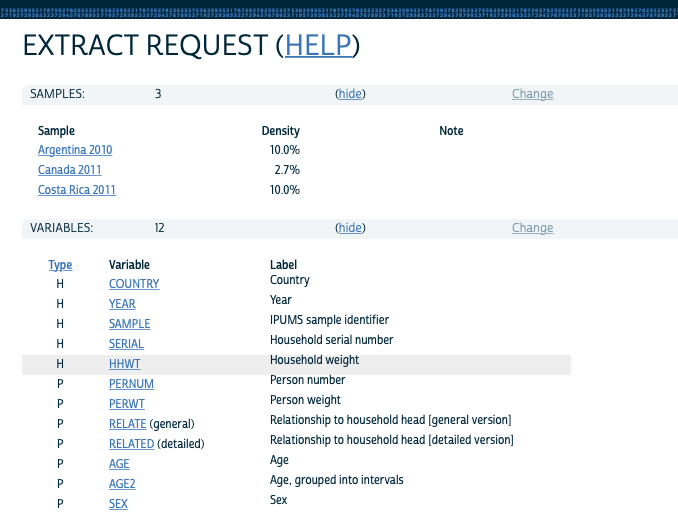 EXTRACT REQUEST (HELP)
SAMPLES: 3 (hide) Change
Sample Density Note
Argentina 2010 10.0%
Canada 2011 2.7%
Costa Rica 2011 10.0%
VARIABLES: 12 (hide) Change
Type Variable Label
H COUNTRY Country
H YEAR Year
H SAMPLE IPUMS sample identifier
H SERIAL Household serial number
H HHWT Household weight
P PERNUM Person number
P PERWT Person weight
P RELATE (general) Relationship to household head [general version]
P RELATED (detailed) Relationship to household head [detailed version]
P AGE Age
P AGE2 Age, grouped into intervals
P SEX Sex